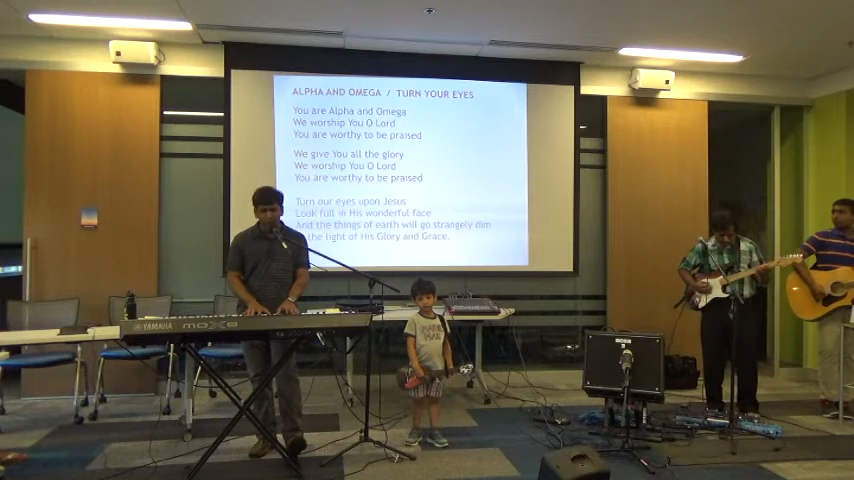 ALPHA AND OMEGA / TURN YOUR EYES
You are Alpha and Omega
We worship You O Lord
You are worthy to be praised
We give You all the glory
We worship You O Lord
You are worthy to be praised
Turn our eyes upon Jesus
Look full in His wonderful face
And the things of earth will go strangely dim
the light of His Glory and Grace.
YAMAHA